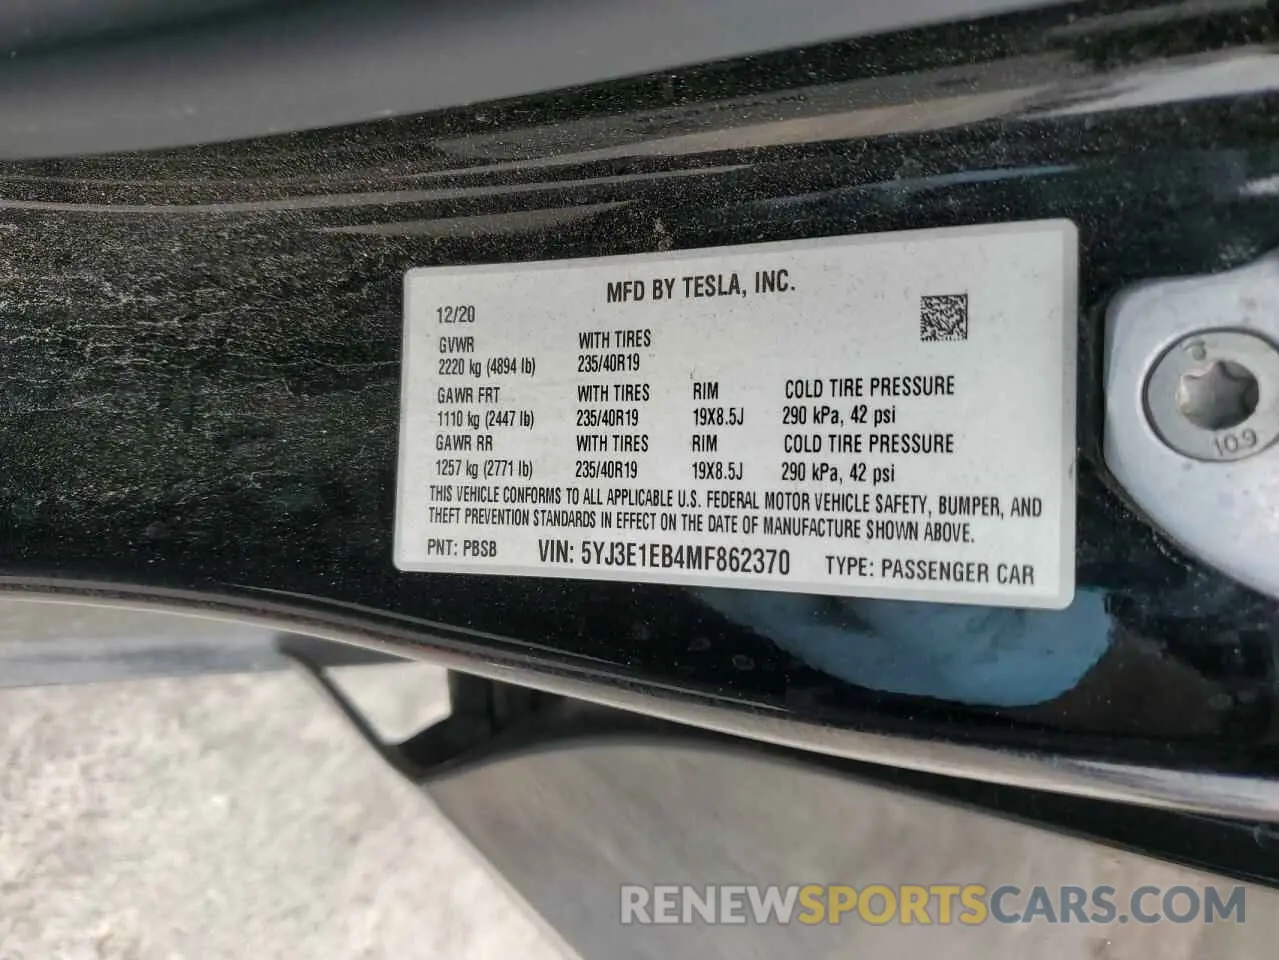 MFD BY TESLA, INC.
12/20
GVWR WITH TIRES
2220 kg (4894 lb) 235/40R19
GAWR FRT WITH TIRES RIM COLD TIRE PRESSURE
1110 kg (2447 lb) 235/40R19 19X8.5J 290 kPa, 42 psi
GAWR RR WITH TIRES RIM COLD TIRE PRESSURE
1257 kg (2771 lb) 235/40R19 19X8.5J 290 kPa, 42 psi
THIS VEHICLE CONFORMS TO ALL APPLICABLE U.S. FEDERAL MOTOR VEHICLE SAFETY, BUMPER, AND
THEFT PREVENTION STANDARDS IN EFFECT ON THE DATE OF MANUFACTURE SHOWN ABOVE.
PNT: PBSB VIN: 5YJ3E1EB4MF862370 TYPE: PASSENGER CAR
10.9
RENEWSPORTSCARS.COM